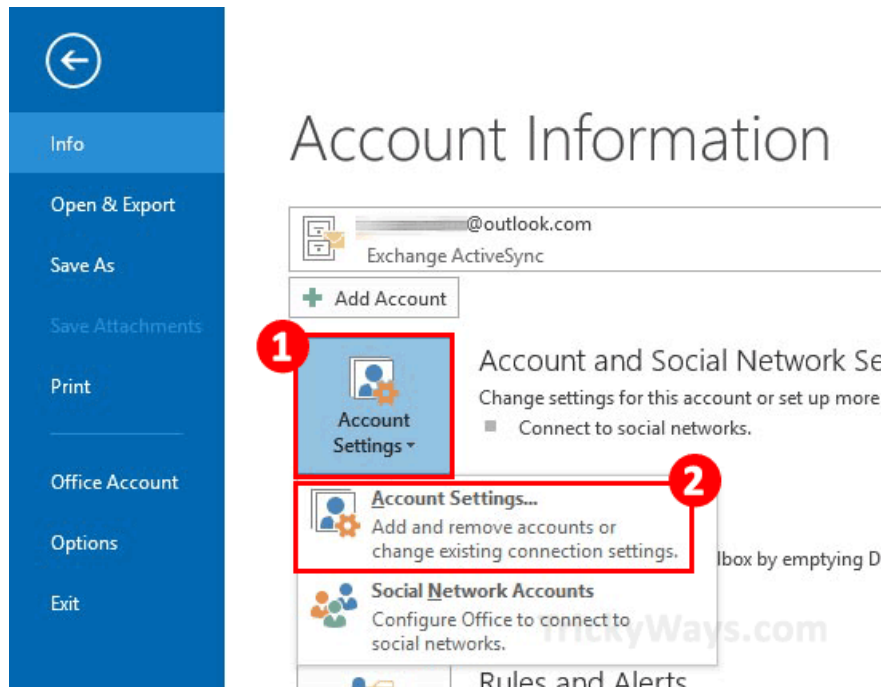 Account Information
Info
Open & Export
Save As
Save Attachments
Print
Office Account
Options
Exit
@outlook.com
Exchange ActiveSync
Add Account
1
Account
Settings
Account and Social Network Se
Change settings for this account or set up more
Connect to social networks.
2
Account Settings...
Add and remove accounts or
change existing connection settings.
lbox by emptying D
Social Network Accounts
Configure Office to connect to
social networks.
TrickyWays.com
Rules and Alerts